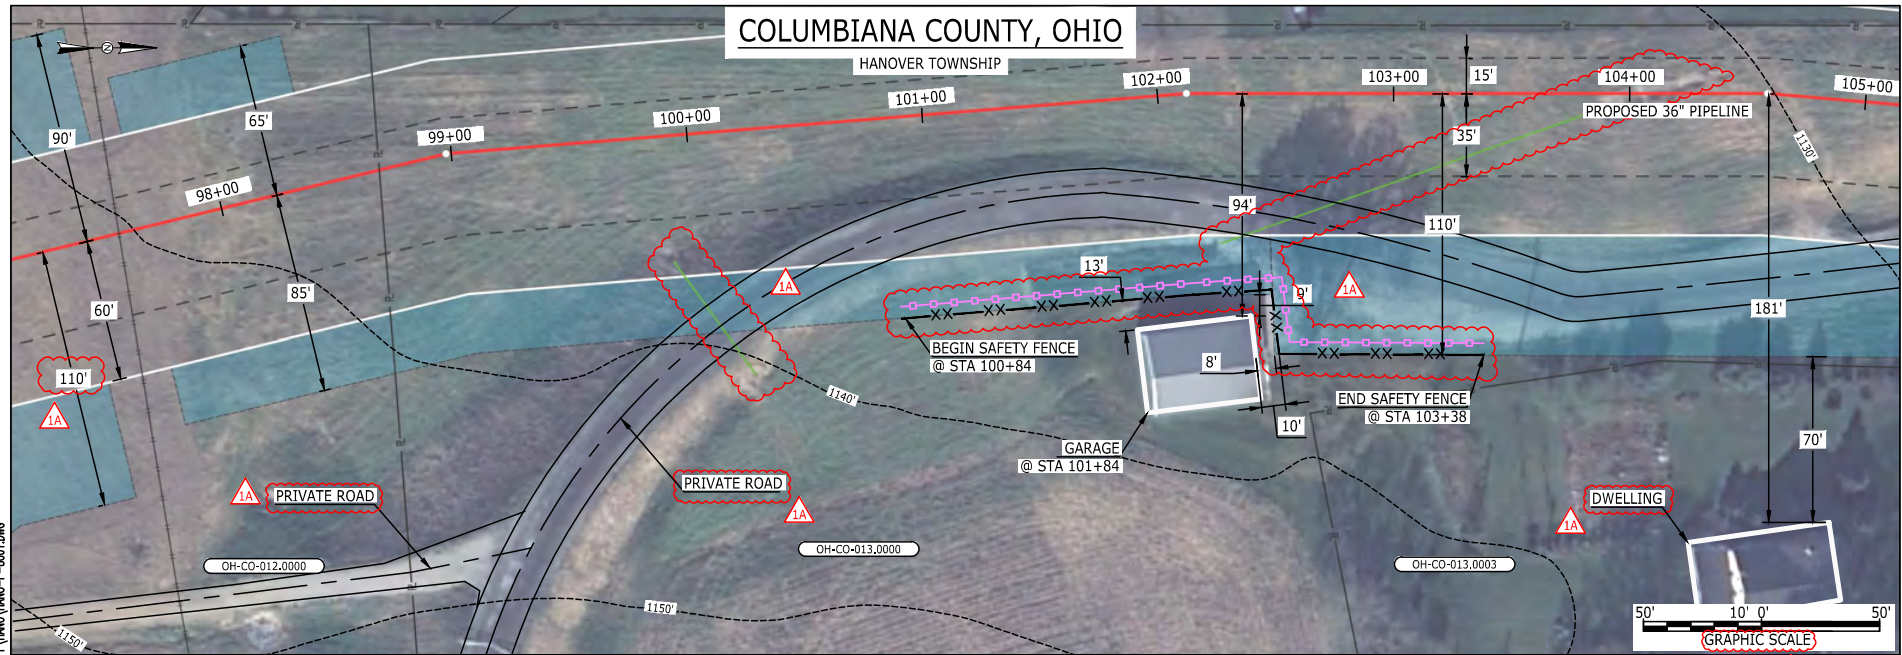 COLUMBIANA COUNTY, OHIO
HANOVER TOWNSHIP
N
98+00
99+00
100+00
101+00
102+00
103+00
104+00
105+00
PROPOSED 36" PIPELINE
15'
35'
90'
65'
60'
85'
110'
1A
94'
110'
181'
1130'
13'
9'
1A
1A
BEGIN SAFETY FENCE
@ STA 100+84
8'
10'
END SAFETY FENCE
@ STA 103+38
GARAGE
@ STA 101+84
70'
1140'
1A
PRIVATE ROAD
PRIVATE ROAD
1A
1A
DWELLING
OH-CO-012.0000
OH-CO-013.0000
OH-CO-013.0003
1150'
1150'
50' 10' 0' 50'
GRAPHIC SCALE